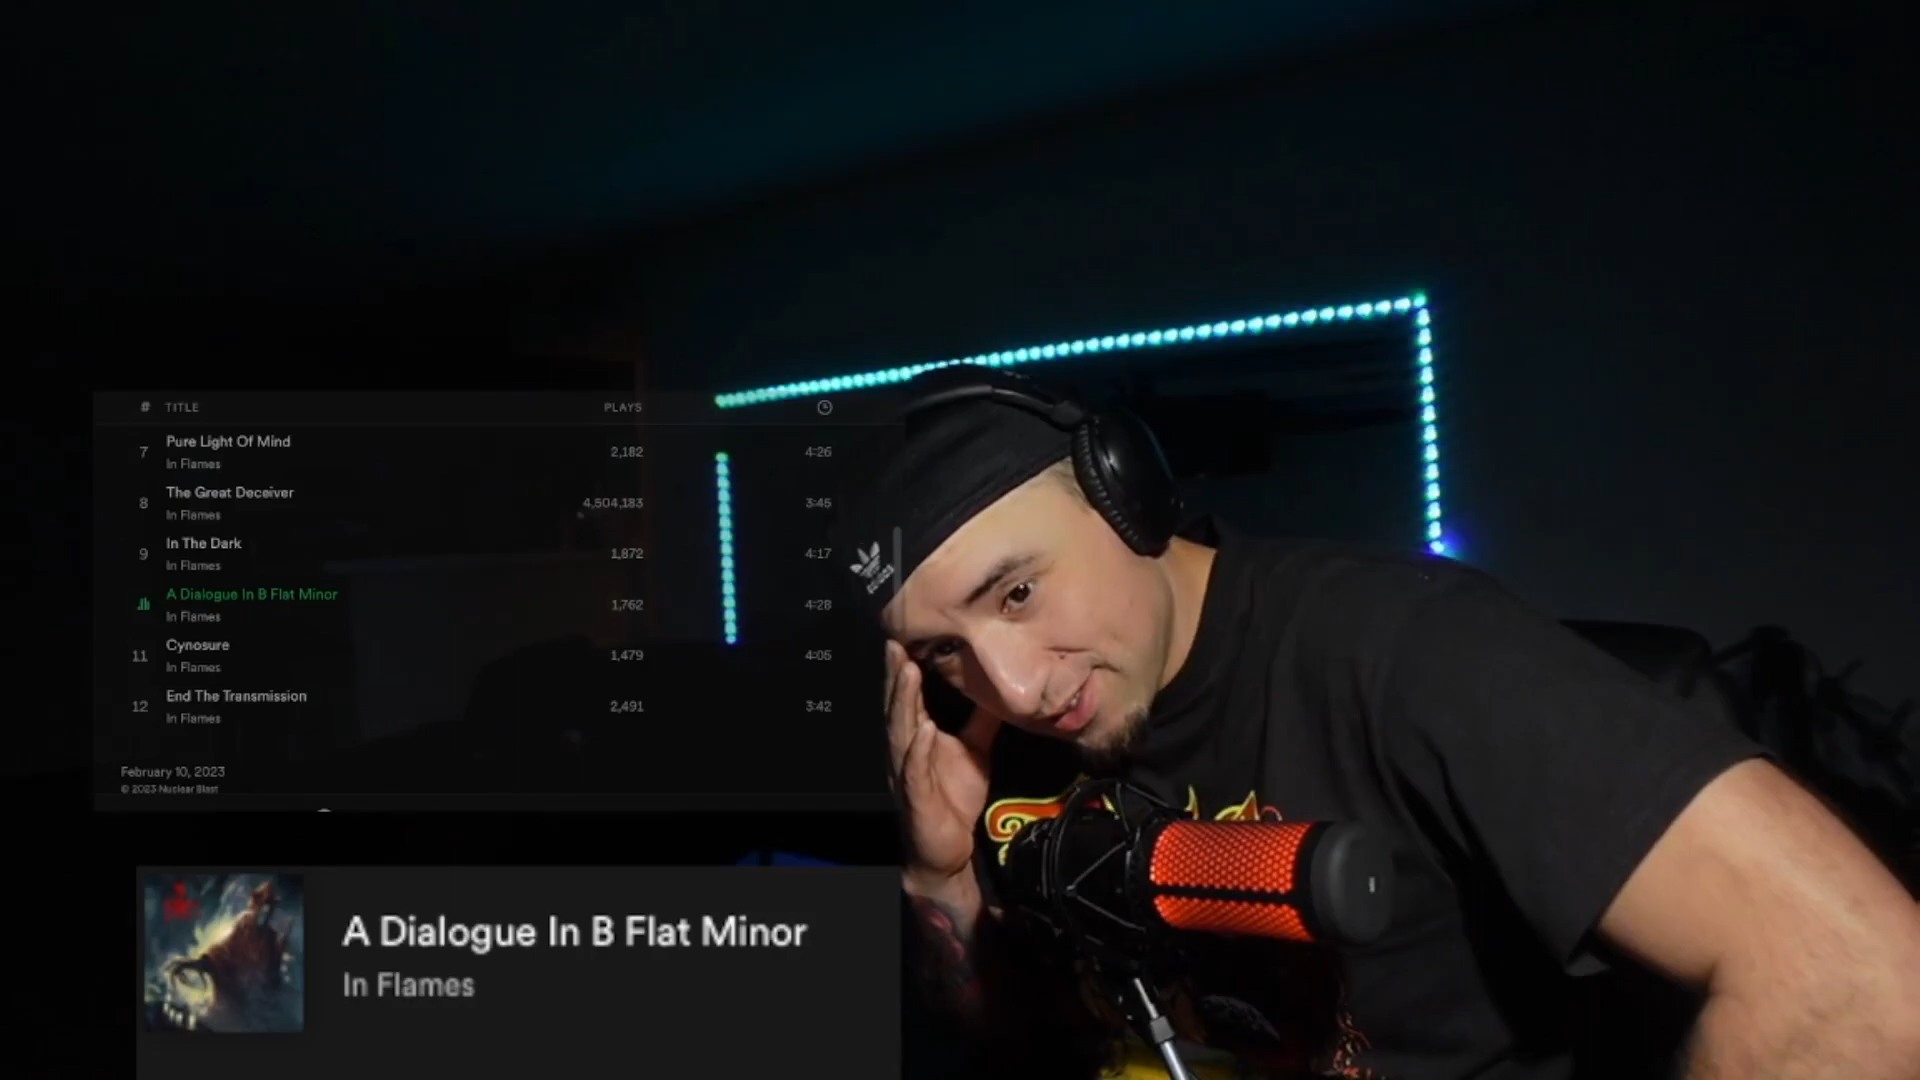 # TITLE PLAYS
7 Pure Light Of Mind 2,182 4:26
In Flames
8 The Great Deceiver 4,504,183 3:45
In Flames
9 In The Dark 1,872 4:17
In Flames
A Dialogue In B Flat Minor 1,762 4:28
In Flames
11 Cynosure 1,479 4:05
In Flames
12 End The Transmission 2,491 3:42
In Flames
February 10, 2023
© 2023 Nuclear Blast
A Dialogue In B Flat Minor
In Flames